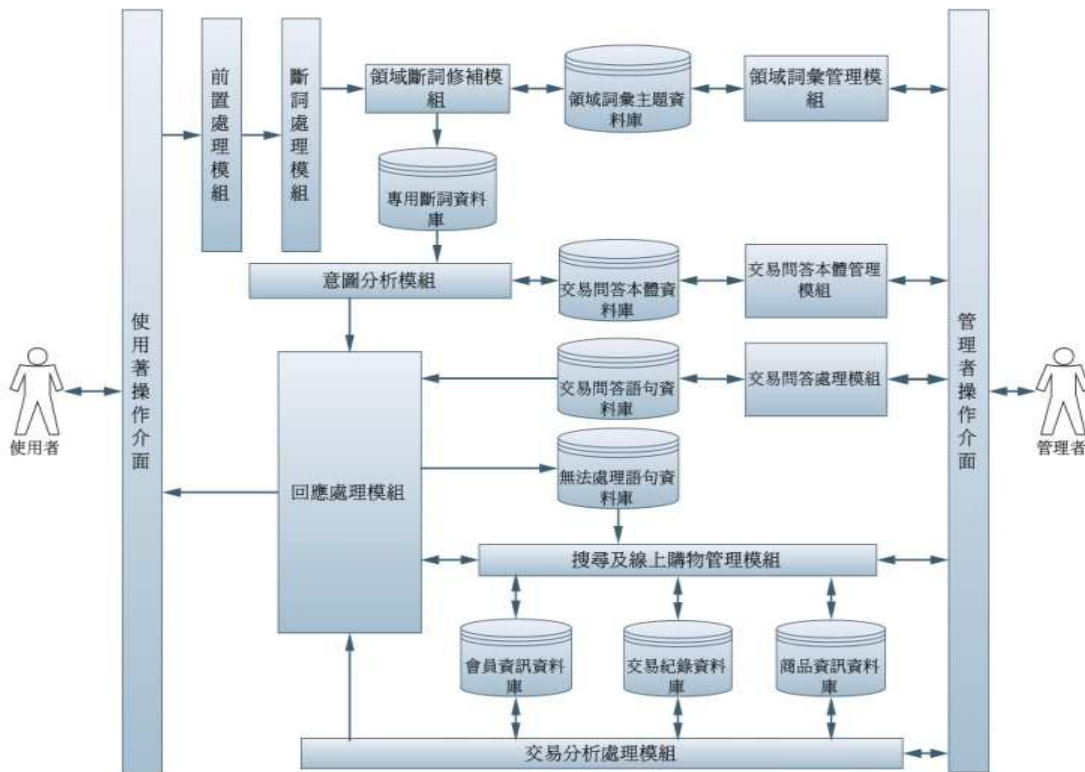 前置處理模組
斷詞處理模組
領域斷詞修補模
組
領域詞彙主題資
料庫
領域詞彙管理模
組
專用斷詞資料
庫
意圖分析模組
交易問答本體資
料庫
交易問答本體管理
模組
使用著操作介面
管理者操作介面
交易問答語句資
料庫
交易問答處理模組
使用者
管理者
回應處理模組
無法處理語句資
料庫
搜尋及線上購物管理模組
會員資訊資料
庫
交易紀錄資料
庫
商品資訊資料
庫
交易分析處理模組